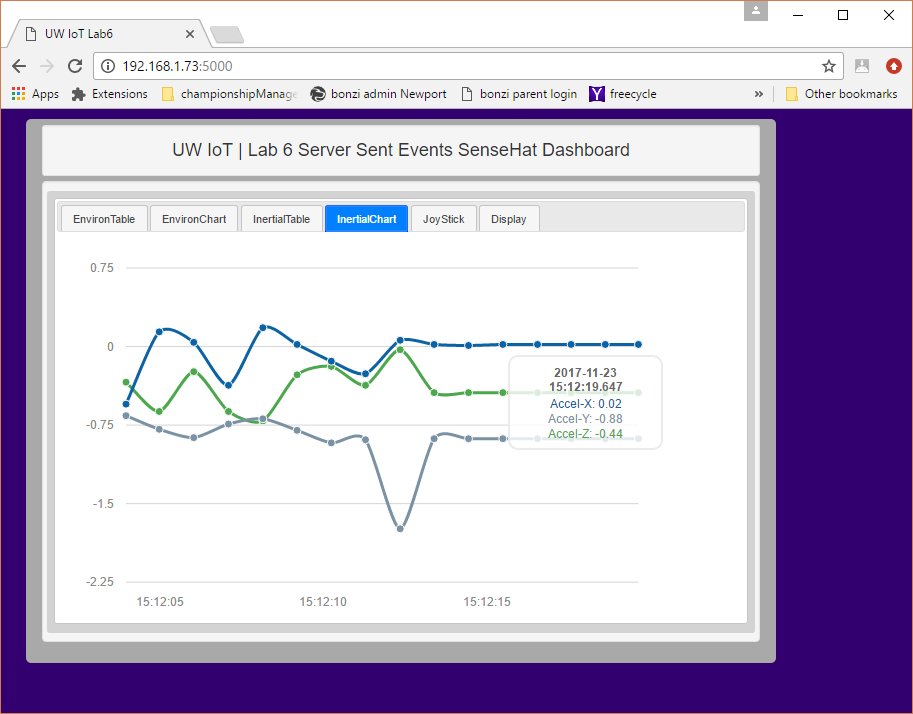 UW IoT Lab6
192.168.1.73:5000
Apps Extensions championshipManage bonzi admin Newport bonzi parent login freecycle » Other bookmarks
UW IoT | Lab 6 Server Sent Events SenseHat Dashboard
EnvironTable EnvironChart InertialTable InertialChart JoyStick Display
0.75
0
-0.75
-1.5
-2.25
2017-11-23
15:12:19.647
Accel-X: 0.02
Accel-Y: -0.88
Accel-Z: -0.44
15:12:05 15:12:10 15:12:15